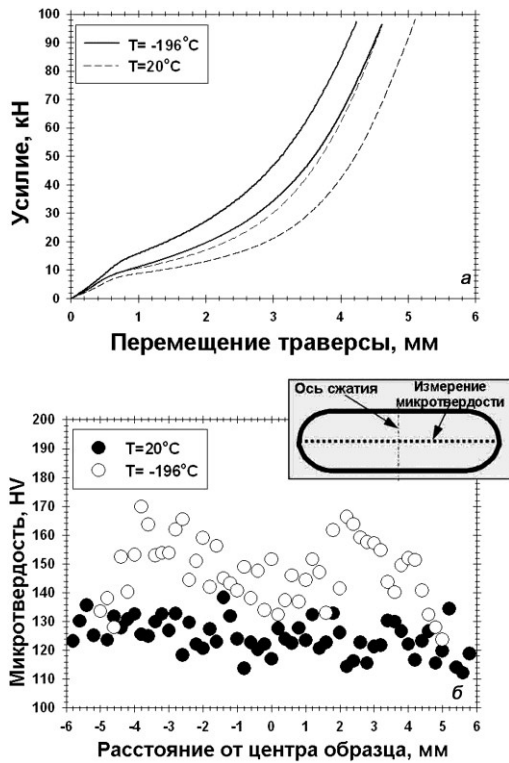 100
90
80
70
60
50
40
30
20
10
0
Усилие, кН
T= -196°C
T=20°C
а
0 1 2 3 4 5 6
Перемещение траверсы, мм
Ось сжатия
Измерение
микротвердости
200
190
180
170
160
150
140
130
120
110
100
Микротвердость, HV
T=20°C
T= -196°C
б
-6 -5 -4 -3 -2 -1 0 1 2 3 4 5 6
Расстояние от центра образца, мм